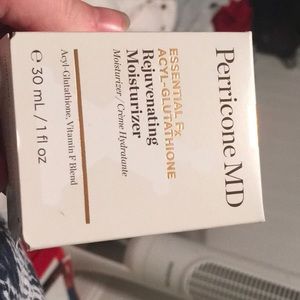 Perricone MD
ESSENTIAL Fx
ACYL-GLUTATHIONE
Rejuvenating
Moisturizer
Moisturizer/Crème Hydratante
Acyl-Glutathione, Vitamin F Blend
℮ 30 mL / 1 fl oz